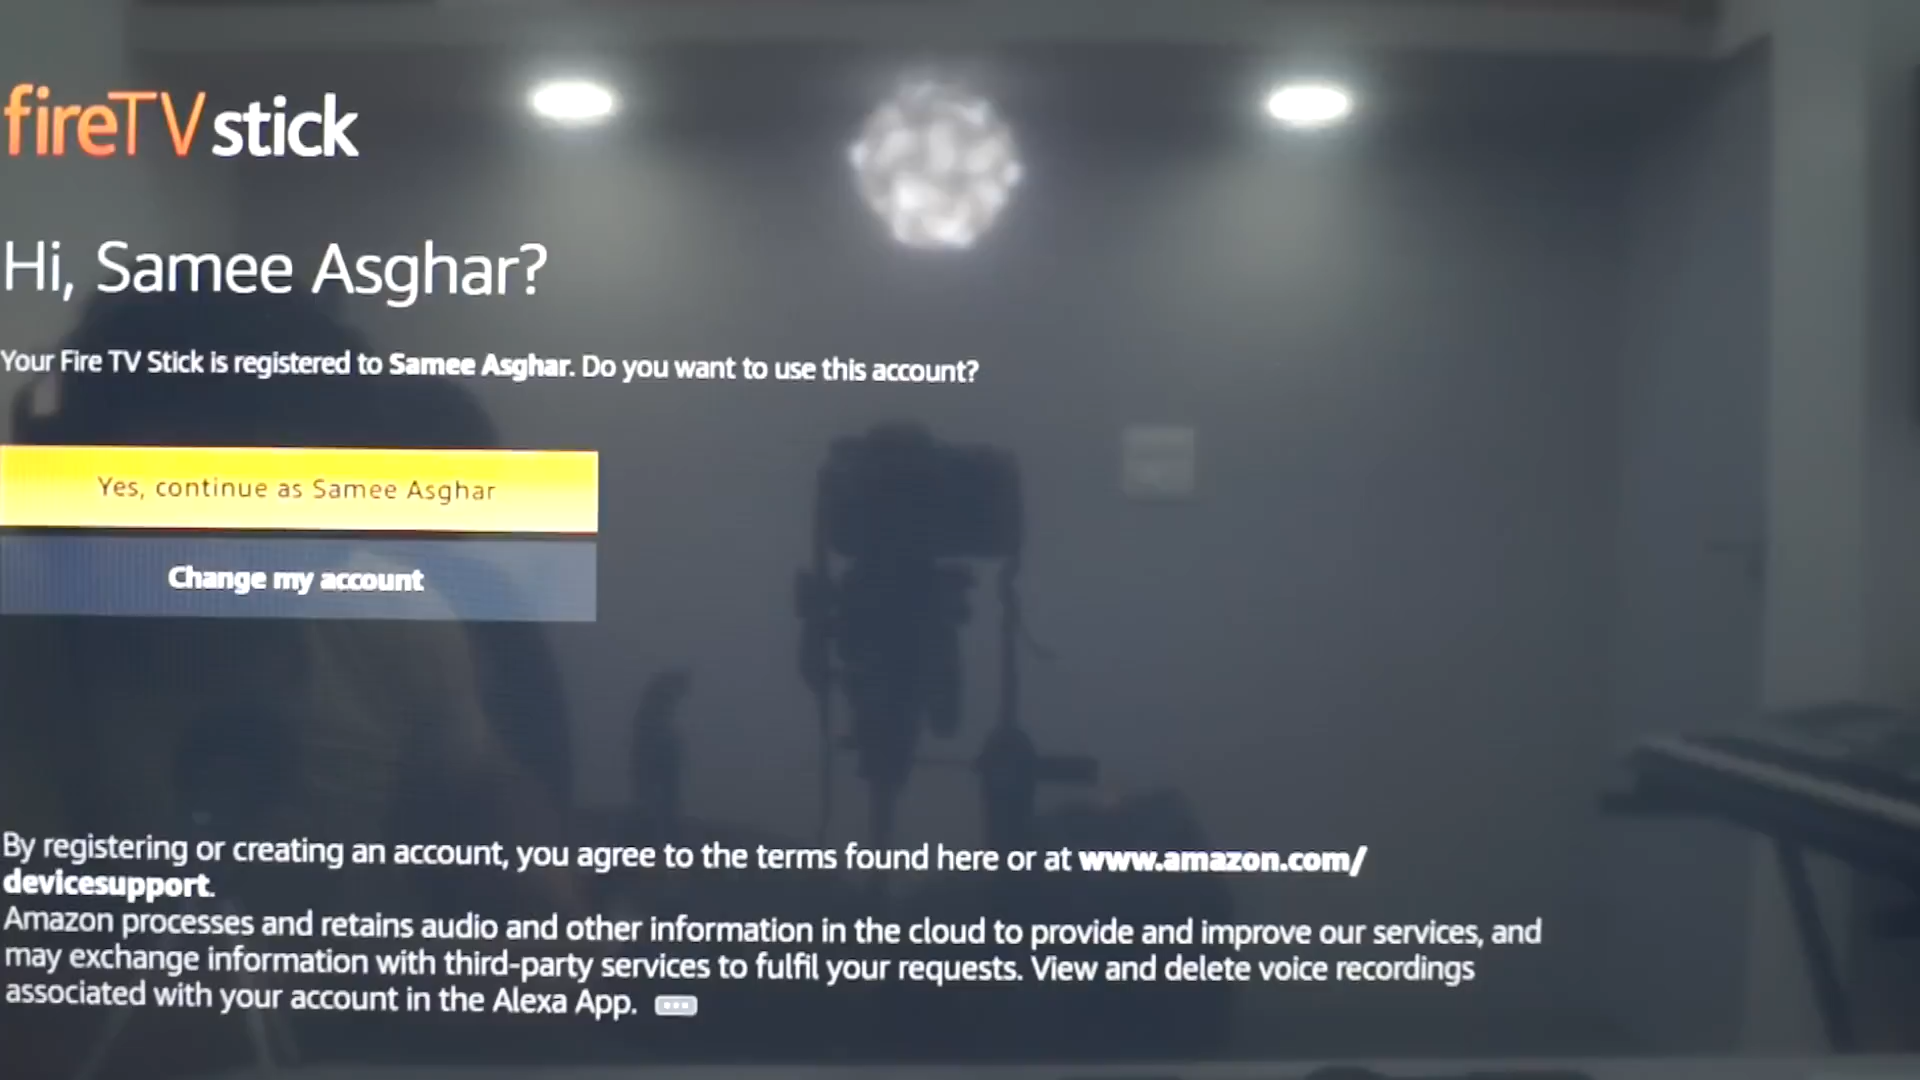 fireTVstick
Hi, Samee Asghar?
Your Fire TV Stick is registered to Samee Asghar. Do you want to use this account?
Yes, continue as Samee Asghar
Change my account
By registering or creating an account, you agree to the terms found here or at www.amazon.com/
devicesupport.
Amazon processes and retains audio and other information in the cloud to provide and improve our services, and
may exchange information with third-party services to fulfil your requests. View and delete voice recordings
associated with your account in the Alexa App.